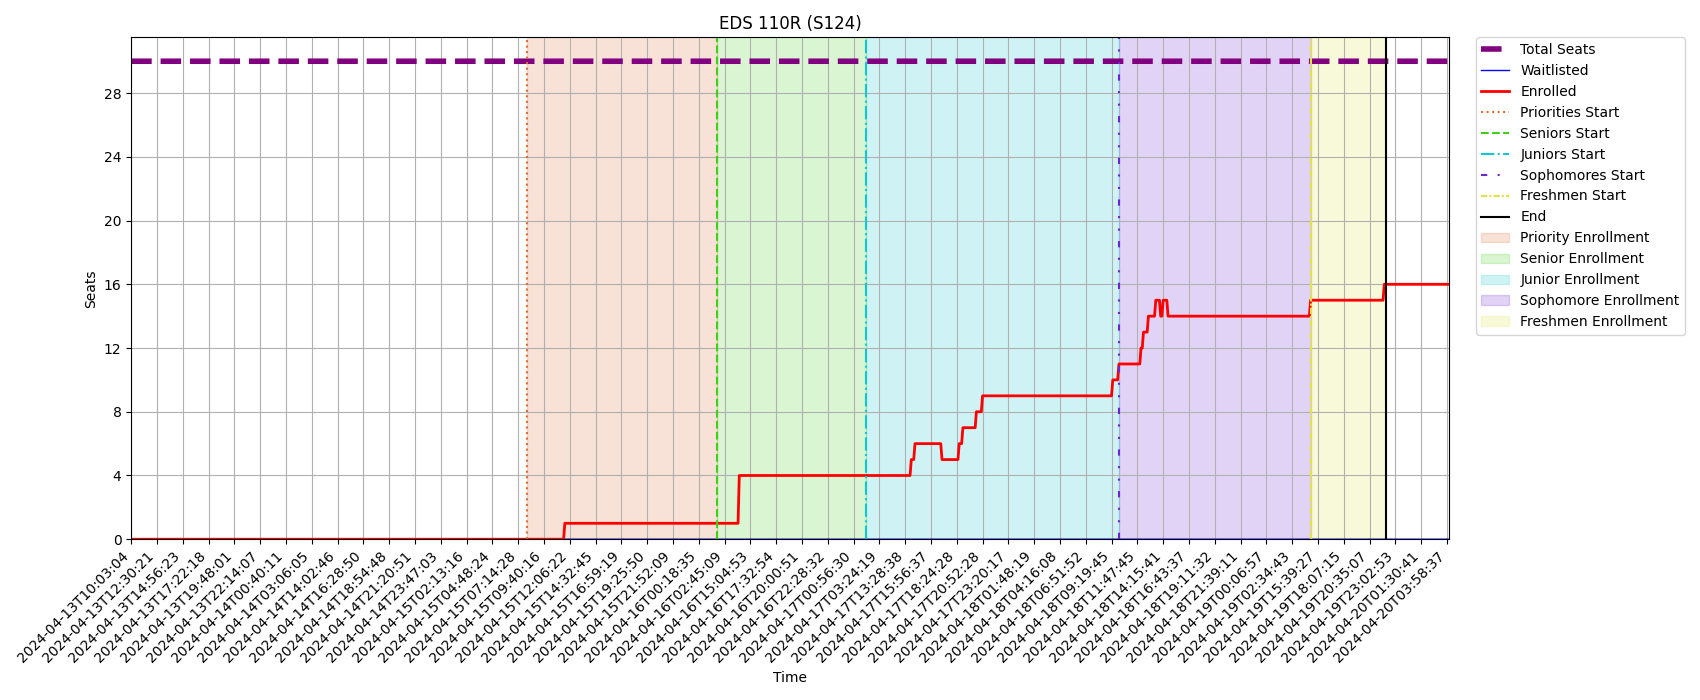 EDS 110R (S124)
Total Seats
Waitlisted
Enrolled
Priorities Start
Seniors Start
Juniors Start
Sophomores Start
Freshmen Start
End
Priority Enrollment
Senior Enrollment
Junior Enrollment
Sophomore Enrollment
Freshmen Enrollment
Seats
28
24
20
16
12
8
4
0
2024-04-13T10:03:04
2024-04-13T12:30:21
2024-04-13T14:56:23
2024-04-13T17:22:18
2024-04-13T19:48:01
2024-04-13T22:14:07
2024-04-14T00:40:11
2024-04-14T03:06:05
2024-04-14T14:02:46
2024-04-14T16:28:50
2024-04-14T18:54:48
2024-04-14T21:20:51
2024-04-14T23:47:03
2024-04-15T02:13:16
2024-04-15T04:48:24
2024-04-15T07:14:28
2024-04-15T09:40:16
2024-04-15T12:06:22
2024-04-15T14:32:45
2024-04-15T16:59:19
2024-04-15T19:25:50
2024-04-15T21:52:09
2024-04-16T00:18:35
2024-04-16T02:45:09
2024-04-16T15:04:53
2024-04-16T17:32:54
2024-04-16T20:00:51
2024-04-16T22:28:32
2024-04-17T00:56:30
2024-04-17T03:24:19
2024-04-17T13:28:38
2024-04-17T15:56:37
2024-04-17T18:24:28
2024-04-17T20:52:28
2024-04-17T23:20:17
2024-04-18T01:48:19
2024-04-18T04:16:08
2024-04-18T06:51:52
2024-04-18T09:19:45
2024-04-18T11:47:45
2024-04-18T14:15:41
2024-04-18T16:43:37
2024-04-18T19:11:32
2024-04-18T21:39:11
2024-04-19T00:06:57
2024-04-19T02:34:43
2024-04-19T15:39:27
2024-04-19T18:07:15
2024-04-19T20:35:07
2024-04-19T23:02:53
2024-04-20T01:30:41
2024-04-20T03:58:37
Time